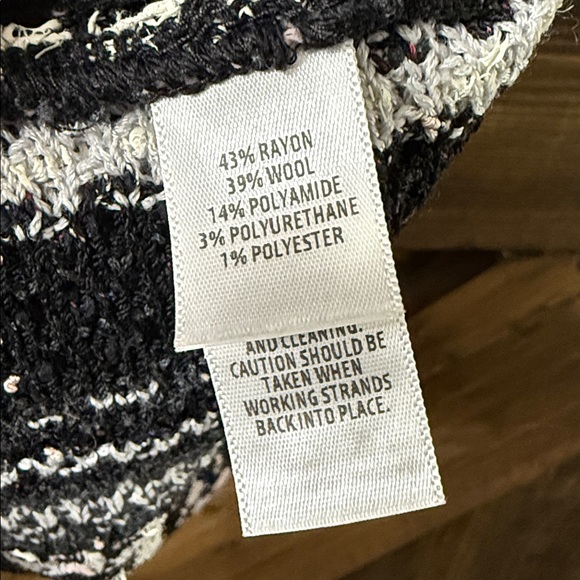 43% RAYON
39% WOOL
14% POLYAMIDE
3% POLYURETHANE
1% POLYESTER
AND CLEANING.
CAUTION SHOULD BE
TAKEN WHEN
WORKING STRANDS
BACK INTO PLACE.